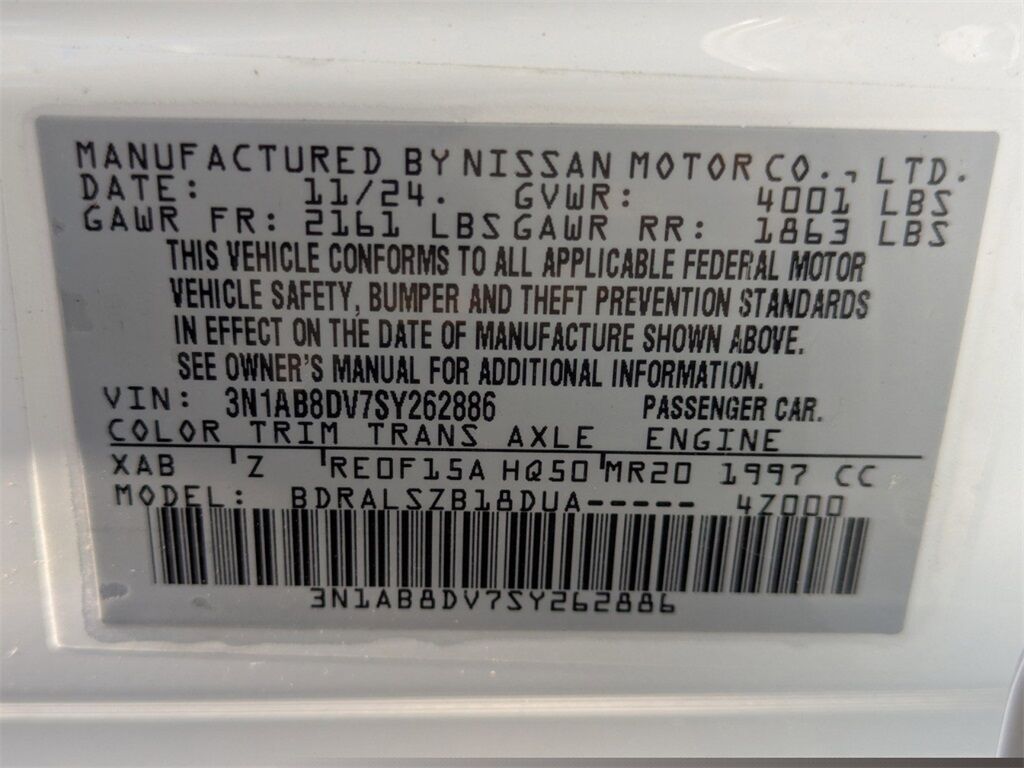 MANUFACTURED BY NISSAN MOTOR CO., LTD.
DATE: 11/24. GVWR: 4001 LBS
GAWR FR: 2161 LBS GAWR RR: 1863 LBS
THIS VEHICLE CONFORMS TO ALL APPLICABLE FEDERAL MOTOR
VEHICLE SAFETY, BUMPER AND THEFT PREVENTION STANDARDS
IN EFFECT ON THE DATE OF MANUFACTURE SHOWN ABOVE.
SEE OWNER'S MANUAL FOR ADDITIONAL INFORMATION.
VIN: 3N1AB8DV7SY262886 PASSENGER CAR.
COLOR TRIM TRANS AXLE ENGINE
XAB Z RE0F15A HQ50 MR20 1997 CC
MODEL: BDRALSZB18DUA----- 4Z000
3N1AB8DV7SY262886